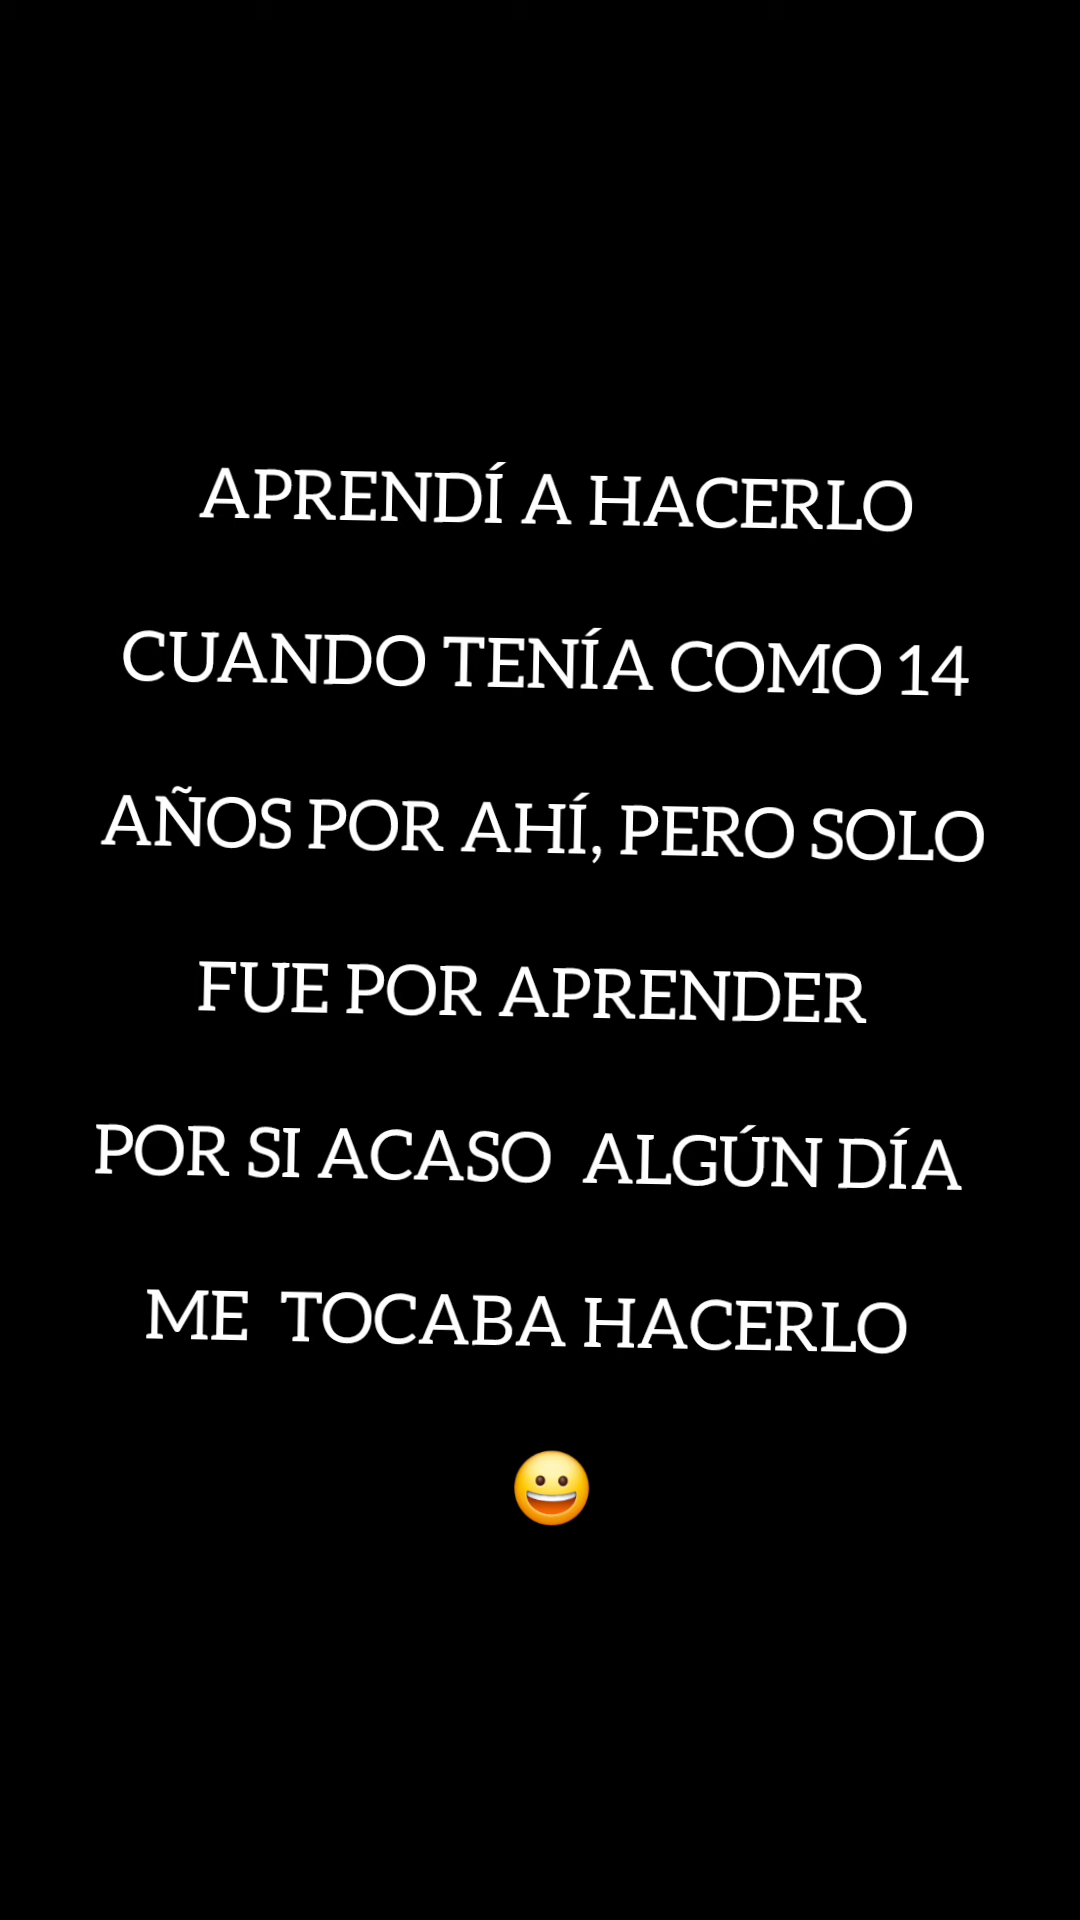 APRENDÍ A HACERLO
CUANDO TENÍA COMO 14
AÑOS POR AHÍ, PERO SOLO
FUE POR APRENDER
POR SI ACASO  ALGÚN DÍA
ME  TOCABA HACERLO
😀